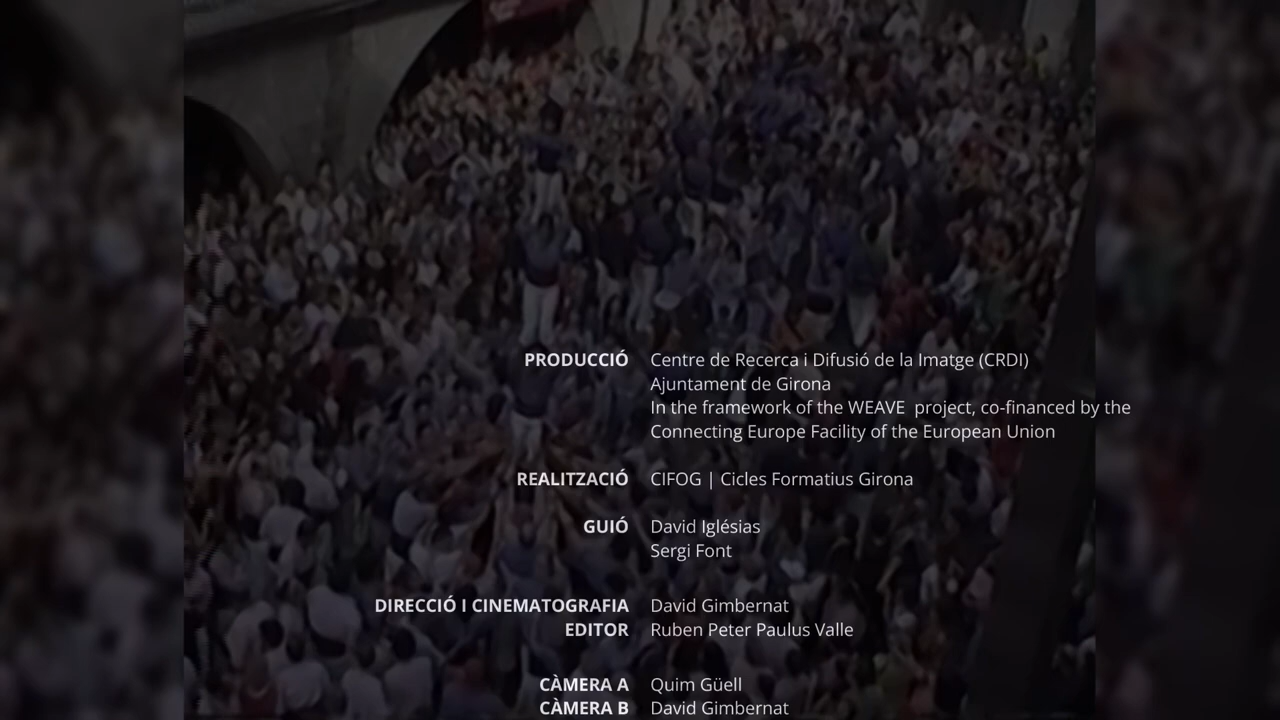 PRODUCCIÓ Centre de Recerca i Difusió de la Imatge (CRDI)
Ajuntament de Girona
In the framework of the WEAVE project, co-financed by the
Connecting Europe Facility of the European Union
REALITZACIÓ CIFOG | Cicles Formatius Girona
GUIÓ David Iglésias
Sergi Font
DIRECCIÓ I CINEMATOGRAFIA David Gimbernat
EDITOR Ruben Peter Paulus Valle
CÀMERA A Quim Güell
CÀMERA B David Gimbernat